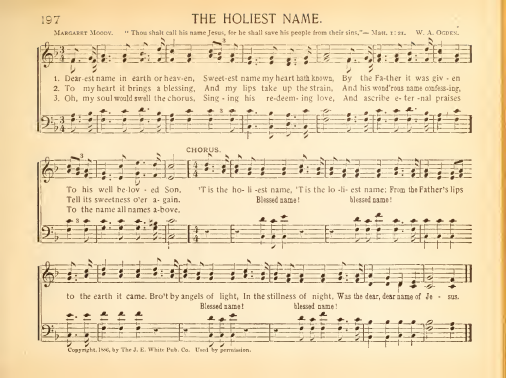 197
THE HOLIEST NAME.
MARGARET MOODY. "Thou shalt call his name Jesus, for he shall save his people from their sins."— Matt. 1: 21. W. A. OGDEN.
1. Dear-est name in earth or heav-en, Sweet-est name my heart hath known, By the Fa-ther it was giv - en
2. To my heart it brings a blessing, And my lips take up the strain, And his wond'rous name confess-ing,
3. Oh, my soul would swell the chorus, Sing - ing his re-deem - ing love, And ascribe e - ter - nal praises
CHORUS.
To his well be-lov - ed Son, 'T is the ho- li -est name, 'T is the ho -li- est name; From the Father's lips
Tell its sweetness o'er a- gain. Blessed name! blessed name!
To the name all names a-bove.
to the earth it came. Bro't by angels of light, In the stillness of night, Was the dear, dear name of Je - sus.
Blessed name! blessed name!
Copyright, 1886, by The J. E. White Pub. Co. Used by permission.